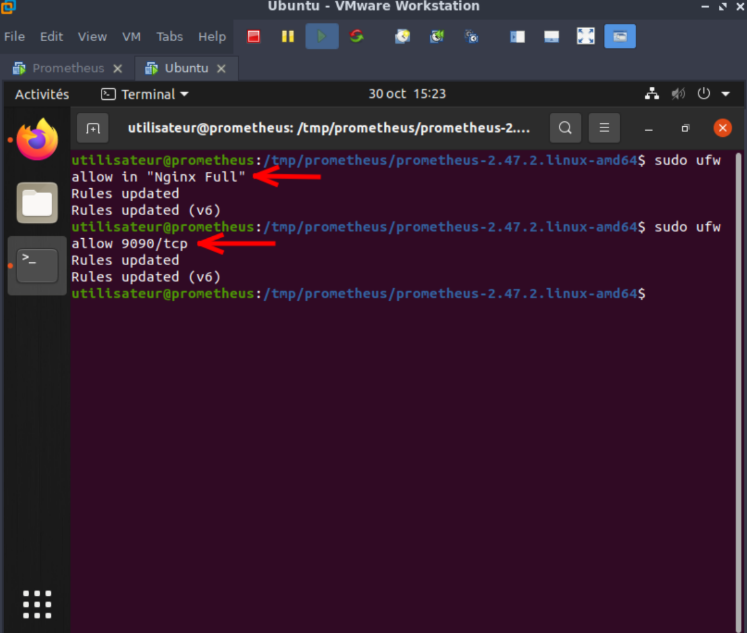 Ubuntu - VMware Workstation
File Edit View VM Tabs Help
Prometheus Ubuntu
Activités Terminal 30 oct 15:23
utilisateur@prometheus: /tmp/prometheus/prometheus-2....
utilisateur@prometheus:/tmp/prometheus/prometheus-2.47.2.linux-amd64$ sudo ufw
allow in "Nginx Full"
Rules updated
Rules updated (v6)
utilisateur@prometheus:/tmp/prometheus/prometheus-2.47.2.linux-amd64$ sudo ufw
allow 9090/tcp
Rules updated
Rules updated (v6)
utilisateur@prometheus:/tmp/prometheus/prometheus-2.47.2.linux-amd64$